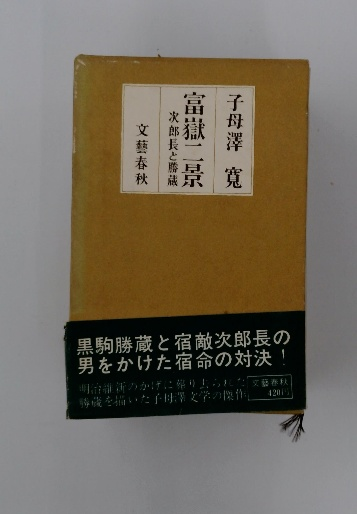 子母澤 寛
富嶽二景
次郎長と勝蔵
文藝春秋
黒駒勝蔵と宿敵次郎長の
男をかけた宿命の対決!
明治維新のかげに葬り去られた
勝蔵を描いた子母澤文学の傑作
文藝春秋
420円